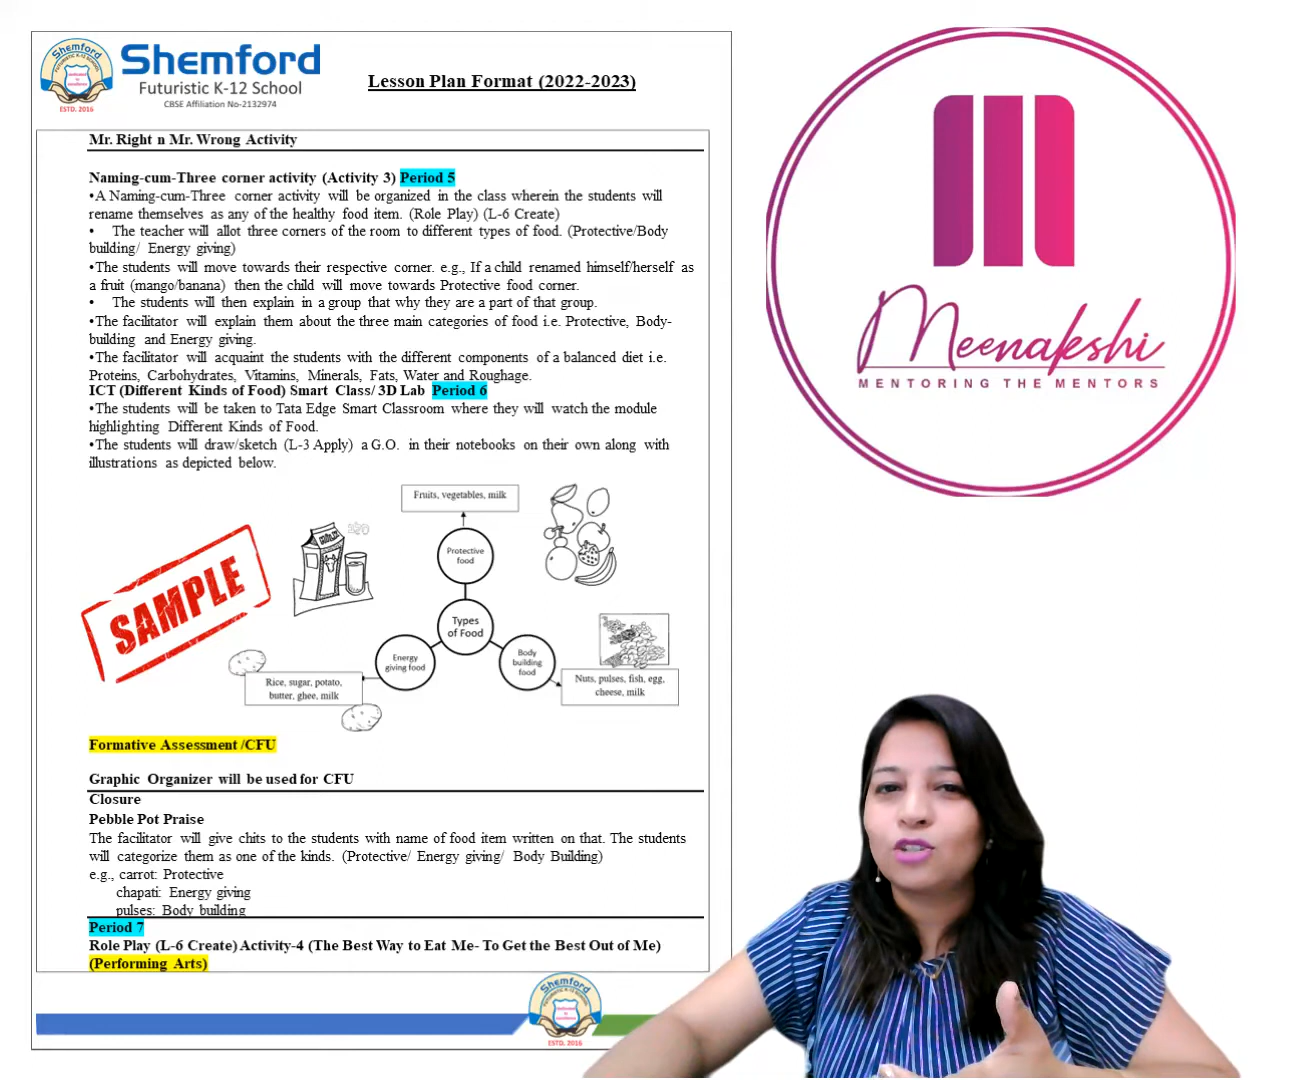 Shemford
FUTURISTIC K-12 SCHOOL
ESTD. 2016
Shemford
Futuristic K-12 School
CBSE Affiliation No-2132974
Lesson Plan Format (2022-2023)
Mr. Right n Mr. Wrong Activity
Naming-cum-Three corner activity (Activity 3) Period 5
•A Naming-cum-Three corner activity will be organized in the class wherein the students will
rename themselves as any of the healthy food item. (Role Play) (L-6 Create)
• The teacher will allot three corners of the room to different types of food. (Protective/Body
building/ Energy giving)
•The students will move towards their respective corner. e.g., If a child renamed himself/herself as
a fruit (mango/banana) then the child will move towards Protective food corner.
• The students will then explain in a group that why they are a part of that group.
•The facilitator will explain them about the three main categories of food i.e. Protective, Body-
building and Energy giving.
•The facilitator will acquaint the students with the different components of a balanced diet i.e.
Proteins, Carbohydrates, Vitamins, Minerals, Fats, Water and Roughage.
ICT (Different Kinds of Food) Smart Class/ 3D Lab Period 6
•The students will be taken to Tata Edge Smart Classroom where they will watch the module
highlighting Different Kinds of Food.
•The students will draw/sketch (L-3 Apply) a G.O. in their notebooks on their own along with
illustrations as depicted below.
Fruits, vegetables, milk
MILK
Protective
food
SAMPLE
Types
of Food
Energy
giving food
Body
building
food
Rice, sugar, potato,
butter, ghee, milk
Nuts, pulses, fish, egg,
cheese, milk
Formative Assessment /CFU
Graphic Organizer will be used for CFU
Closure
Pebble Pot Praise
The facilitator will give chits to the students with name of food item written on that. The students
will categorize them as one of the kinds. (Protective/ Energy giving/ Body Building)
e.g., carrot: Protective
chapati: Energy giving
pulses: Body building
Period 7
Role Play (L-6 Create) Activity-4 (The Best Way to Eat Me- To Get the Best Out of Me)
(Performing Arts)
Shemford
ESTD. 2016
Meenakshi
MENTORING THE MENTORS